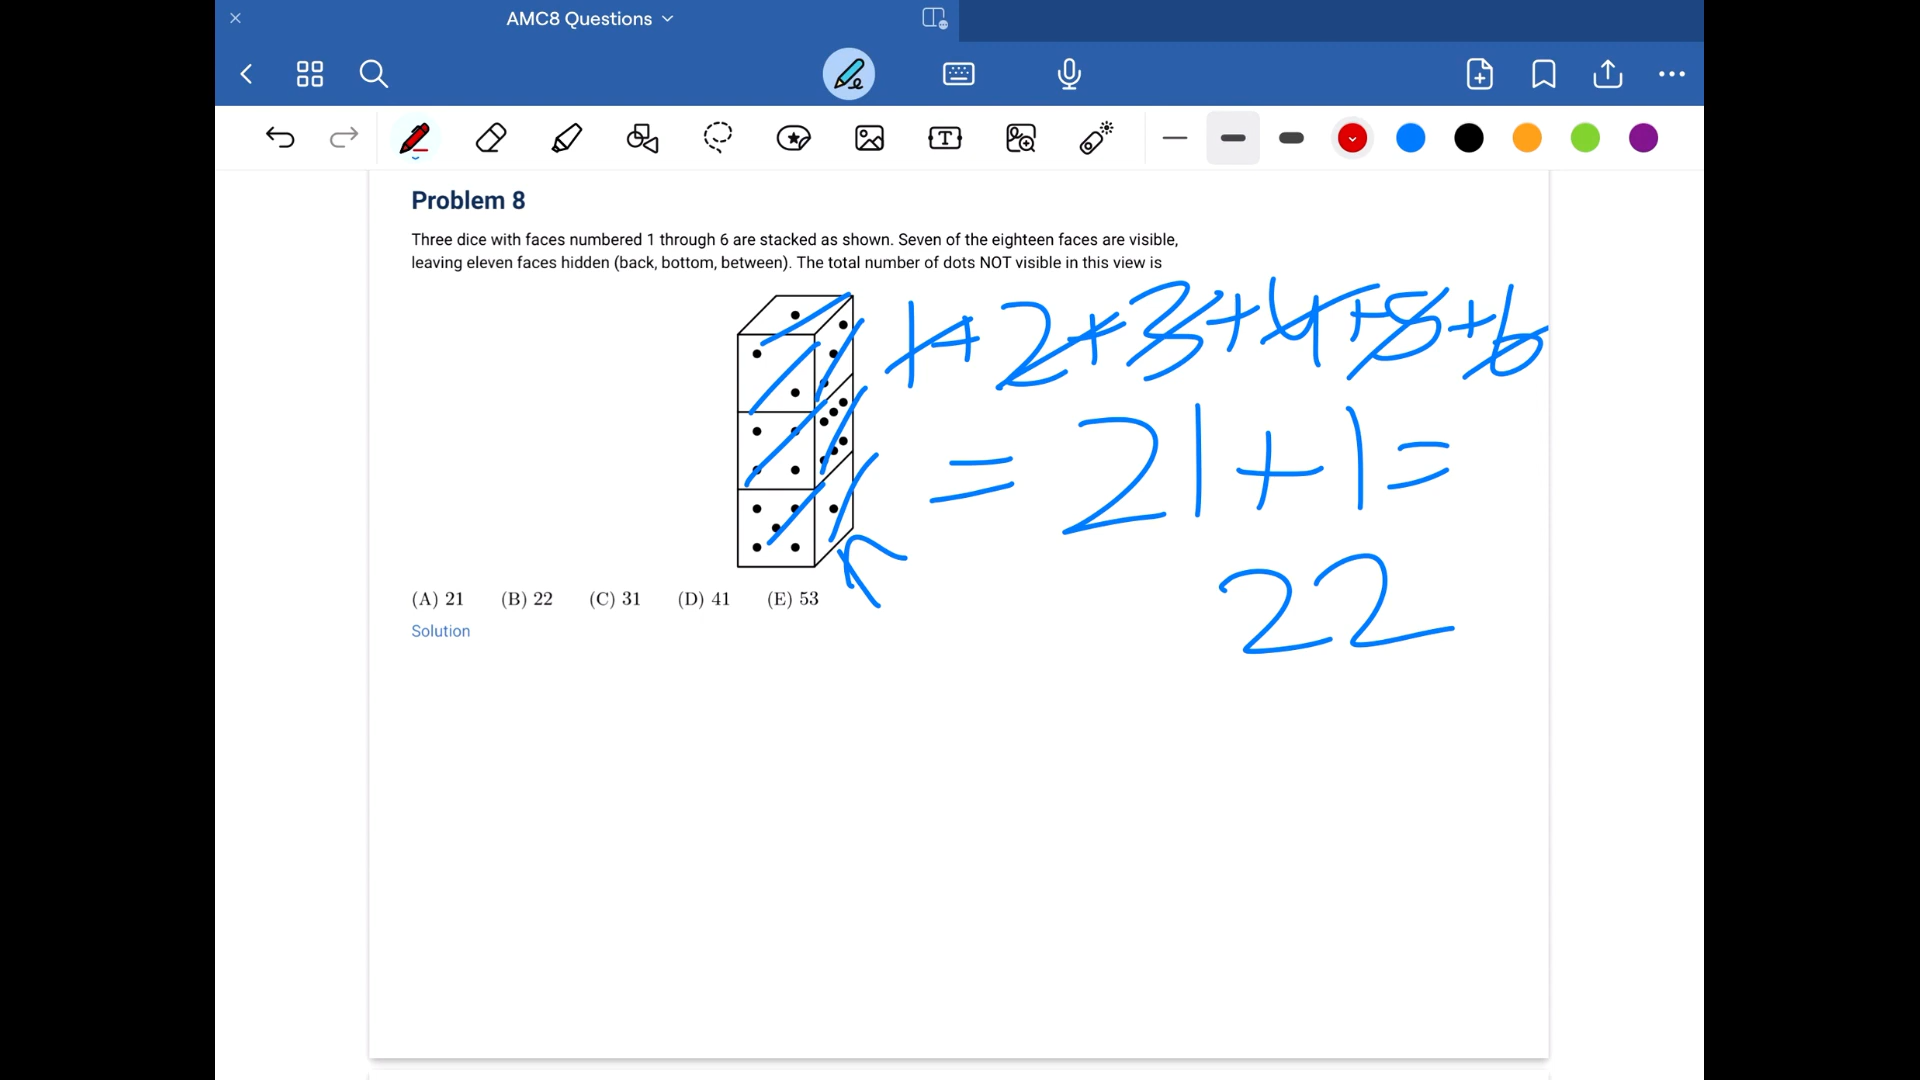 AMC8 Questions
Problem 8
Three dice with faces numbered 1 through 6 are stacked as shown. Seven of the eighteen faces are visible,
leaving eleven faces hidden (back, bottom, between). The total number of dots NOT visible in this view is
1+2+3+4+5+6
= 21+1=
22
(A) 21 (B) 22 (C) 31 (D) 41 (E) 53
Solution